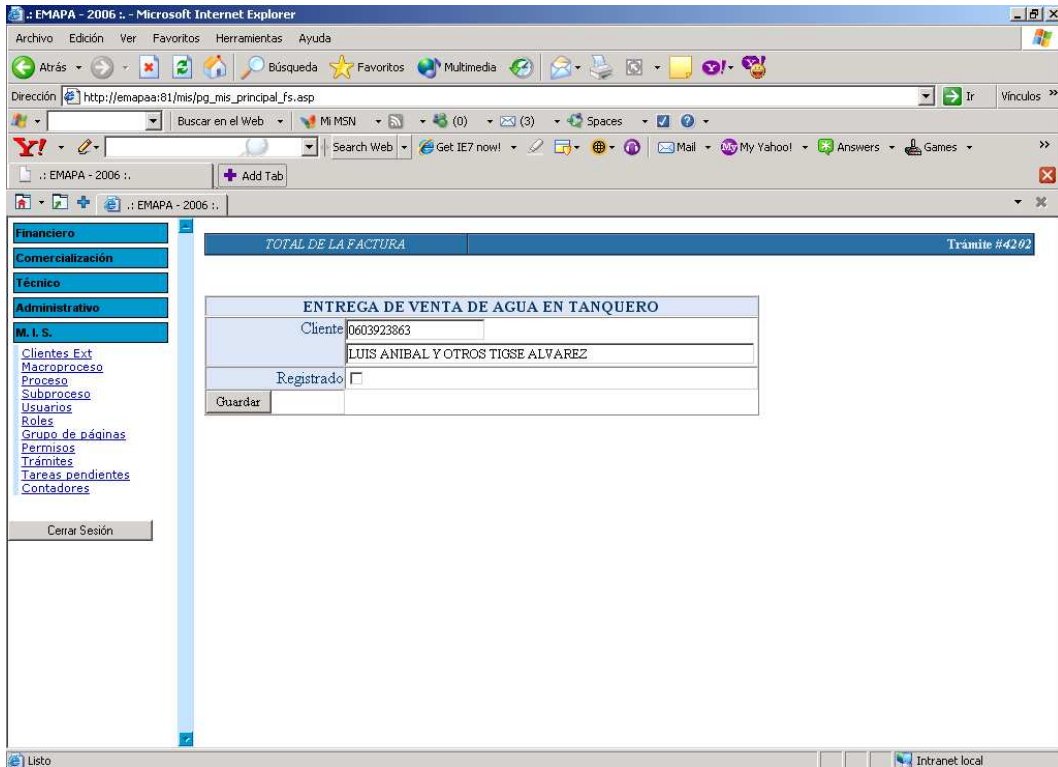 .: EMAPA - 2006 :. - Microsoft Internet Explorer
Archivo Edición Ver Favoritos Herramientas Ayuda
Atrás Búsqueda Favoritos Multimedia
Dirección http://emapaa:81/mis/pg_mis_principal_fs.asp Ir Vínculos »
Buscar en el Web Mi MSN (0) (3) Spaces
Y! Search Web Get IE7 now! Mail My Yahoo! Answers Games »
.: EMAPA - 2006 :. Add Tab
.: EMAPA - 2006 :.
Financiero
Comercialización
Técnico
Administrativo
M. I. S.
Clientes Ext
Macroproceso
Proceso
Subproceso
Usuarios
Roles
Grupo de páginas
Permisos
Trámites
Tareas pendientes
Contadores
Cerrar Sesión
TOTAL DE LA FACTURA Trámite #4202
ENTREGA DE VENTA DE AGUA EN TANQUERO
Cliente 0603923863
LUIS ANIBAL Y OTROS TIGSE ALVAREZ
Registrado
Guardar
Listo Intranet local